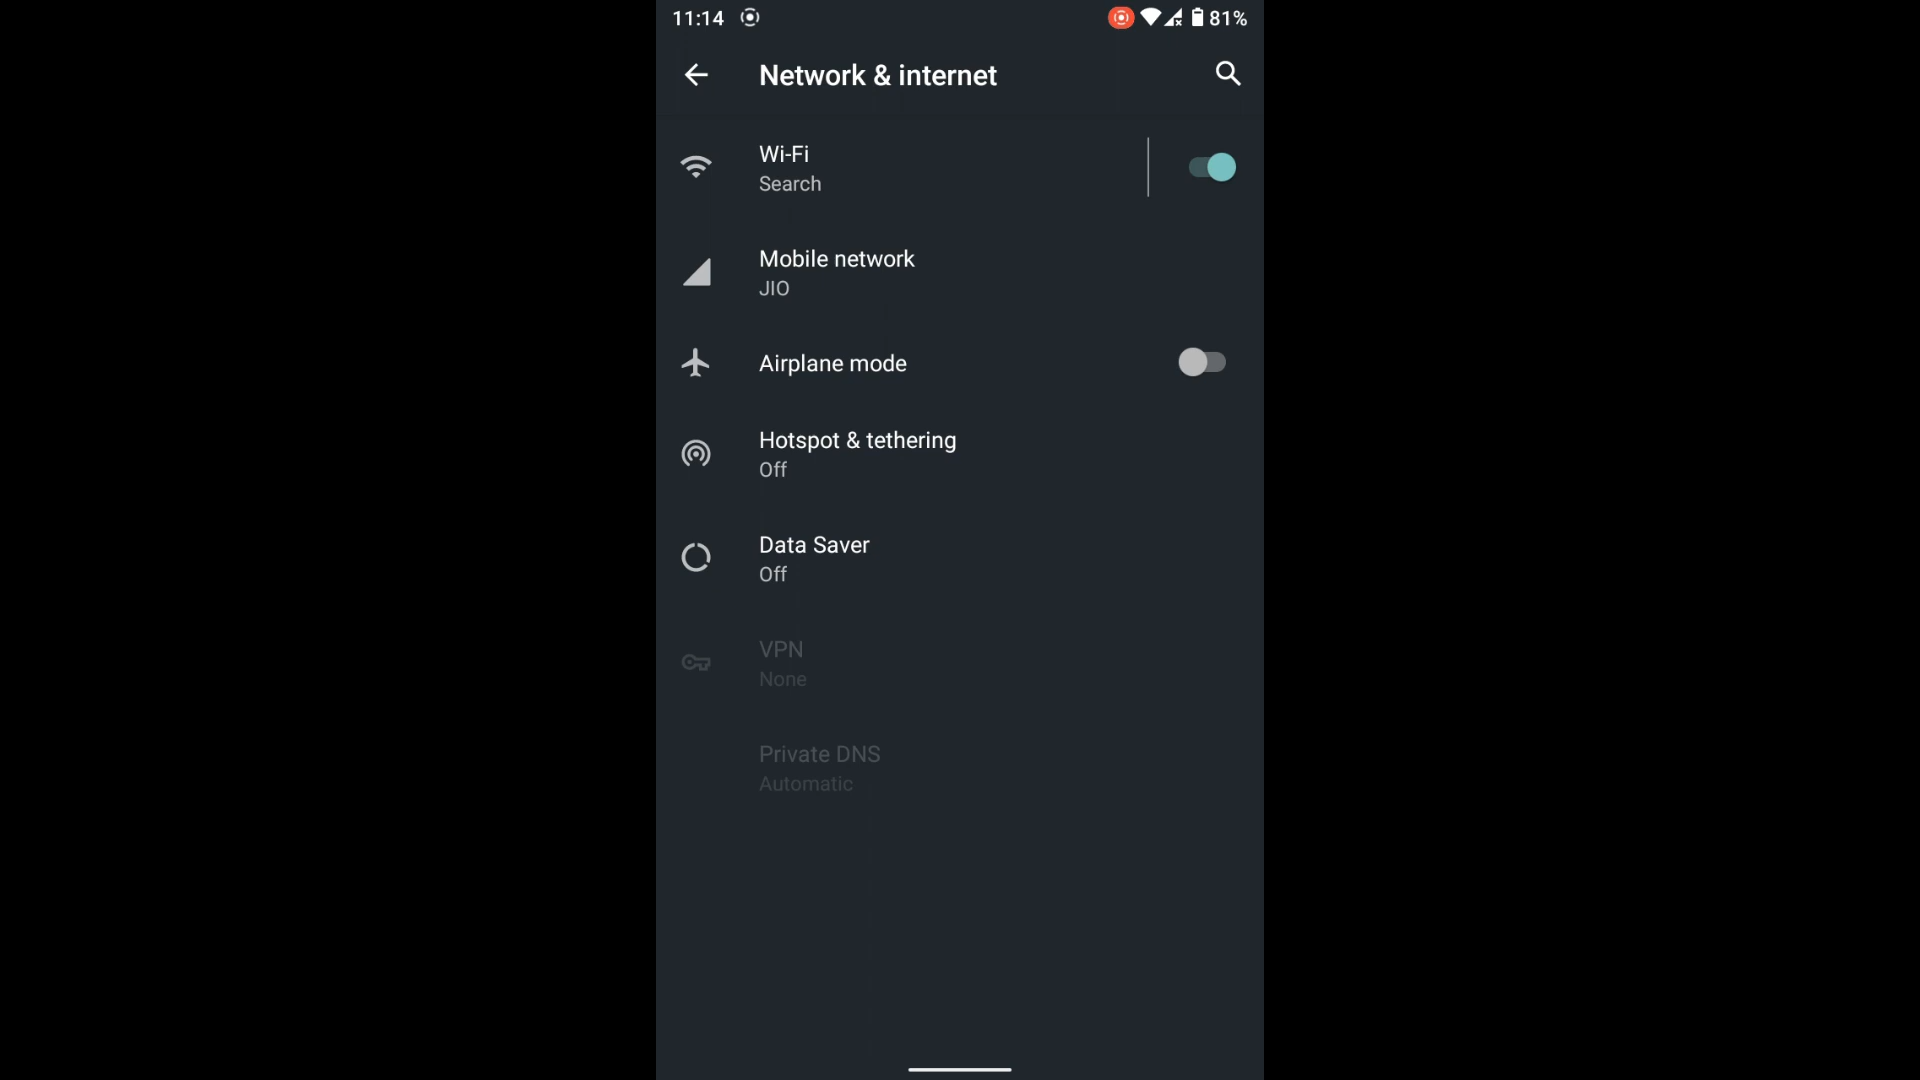 11:14
81%
Network & internet
Wi-Fi
Search
Mobile network
JIO
Airplane mode
Hotspot & tethering
Off
Data Saver
Off
VPN
None
Private DNS
Automatic